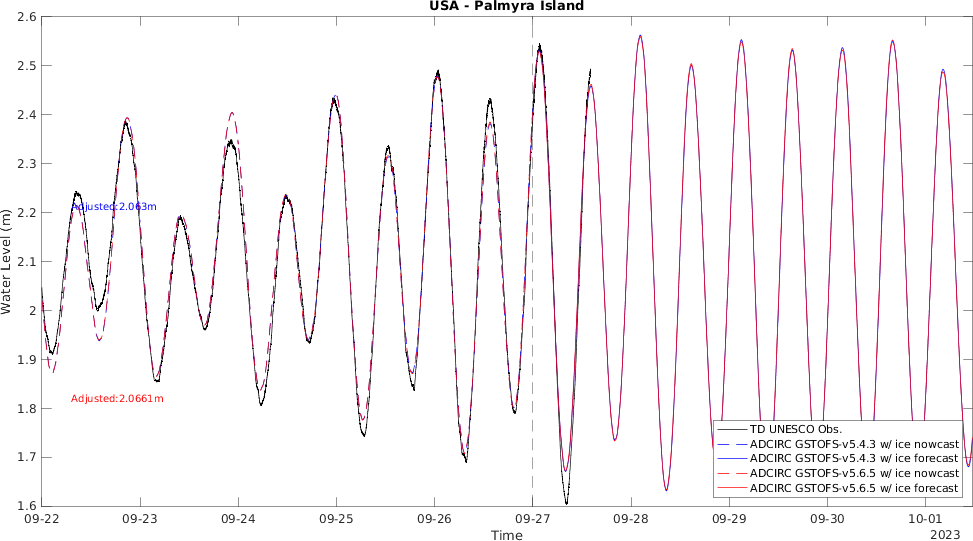 USA - Palmyra Island
2.6
2.5
2.4
2.3
2.2
2.1
2
1.9
1.8
1.7
1.6
Water Level (m)
Adjusted:2.063m
Adjusted:2.0661m
TD UNESCO Obs.
ADCIRC GSTOFS-v5.4.3 w/ ice nowcast
ADCIRC GSTOFS-v5.4.3 w/ ice forecast
ADCIRC GSTOFS-v5.6.5 w/ ice nowcast
ADCIRC GSTOFS-v5.6.5 w/ ice forecast
09-22 09-23 09-24 09-25 09-26 09-27 09-28 09-29 09-30 10-01
Time
2023